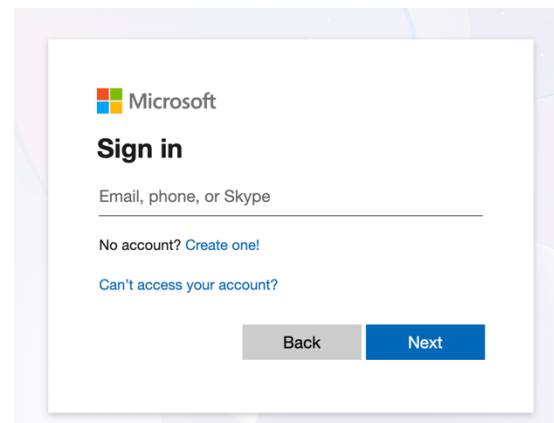 Microsoft
Sign in
Email, phone, or Skype
No account? Create one!
Can't access your account?
Back Next